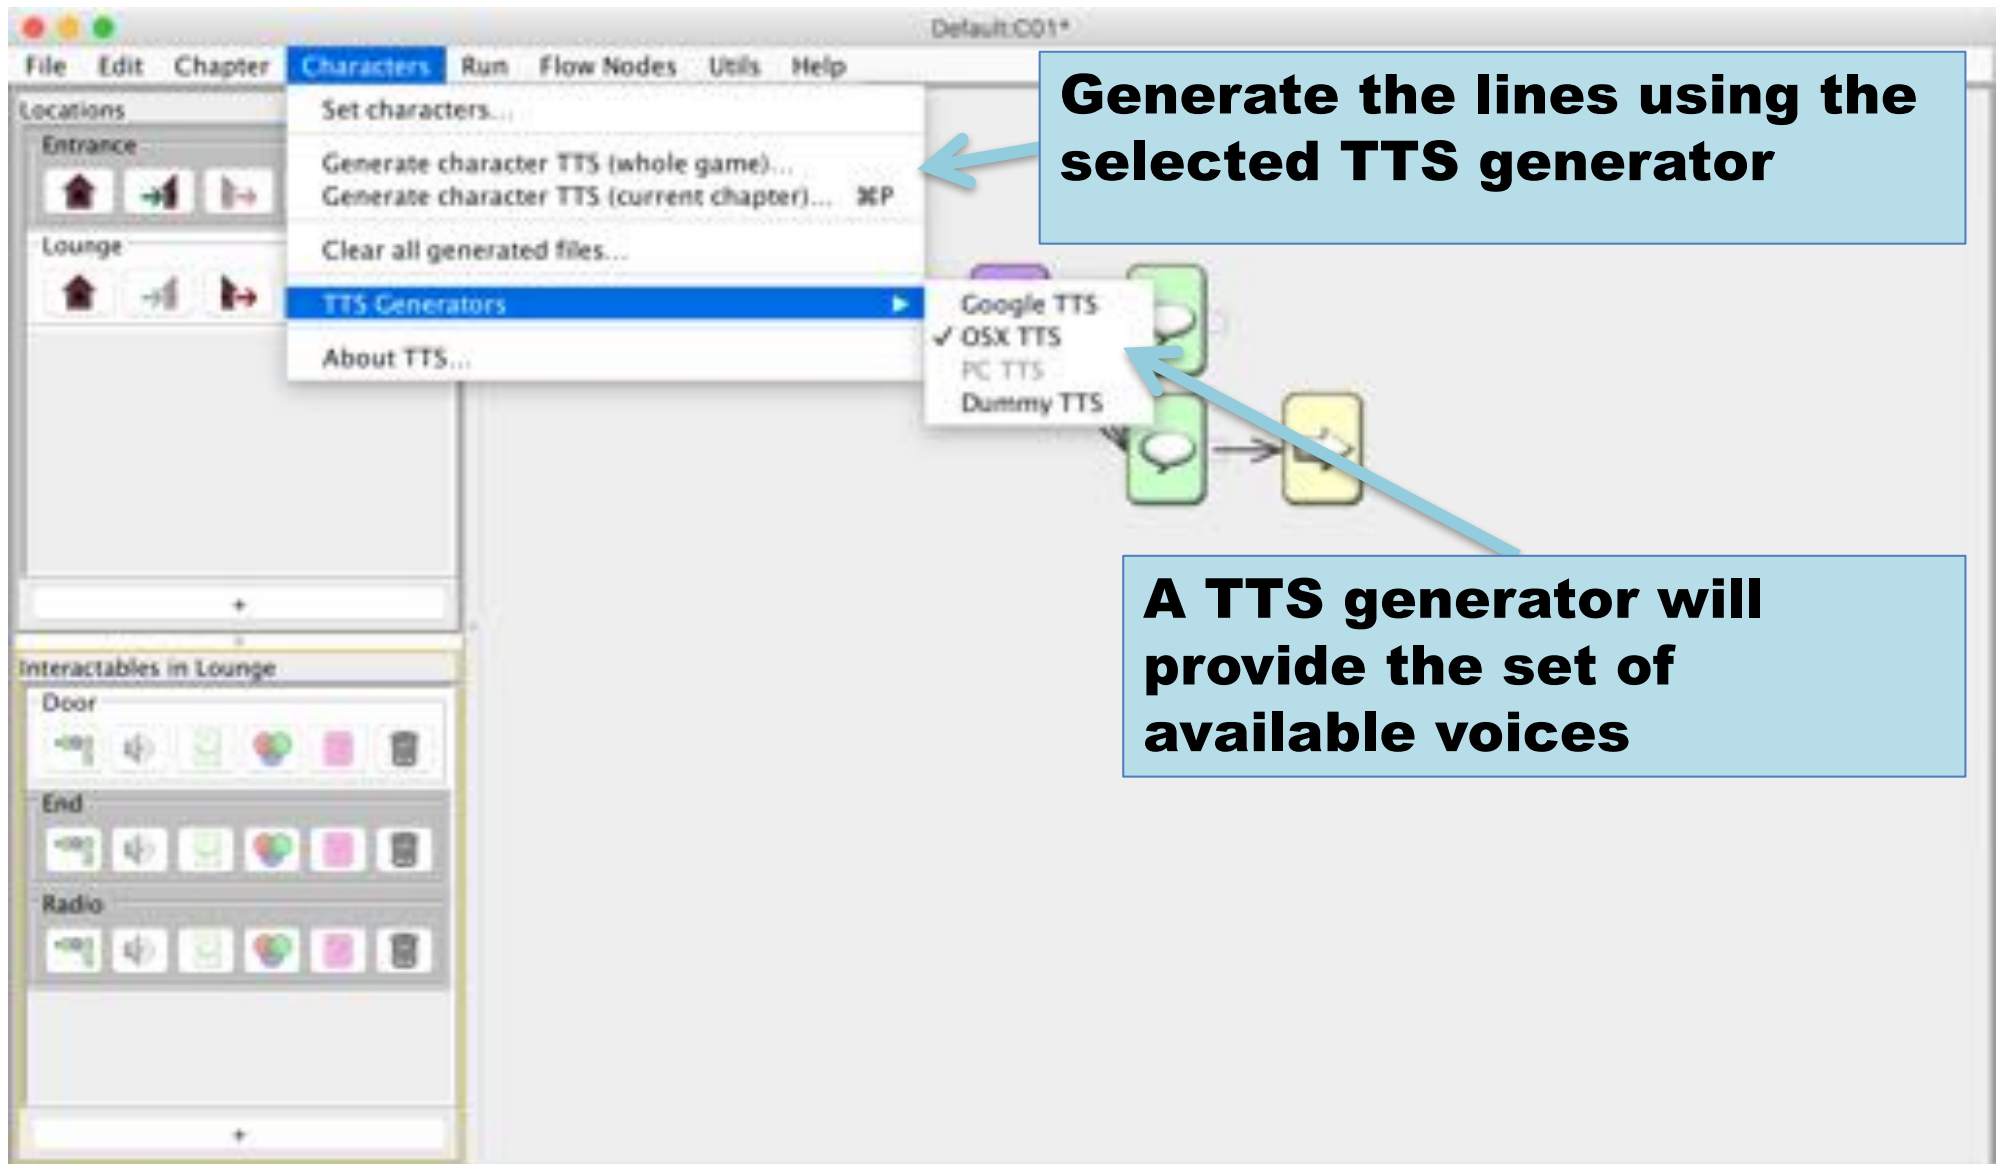 Default:C01*
File Edit Chapter Characters Run Flow Nodes Utils Help
Locations
Entrance
Lounge
+
Interactables in Lounge
Door
End
Radio
+
Set characters...
Generate character TTS (whole game)...
Generate character TTS (current chapter)... ⌘P
Clear all generated files...
TTS Generators
About TTS...
Google TTS
✓ OSX TTS
PC TTS
Dummy TTS
Generate the lines using the
selected TTS generator
A TTS generator will
provide the set of
available voices